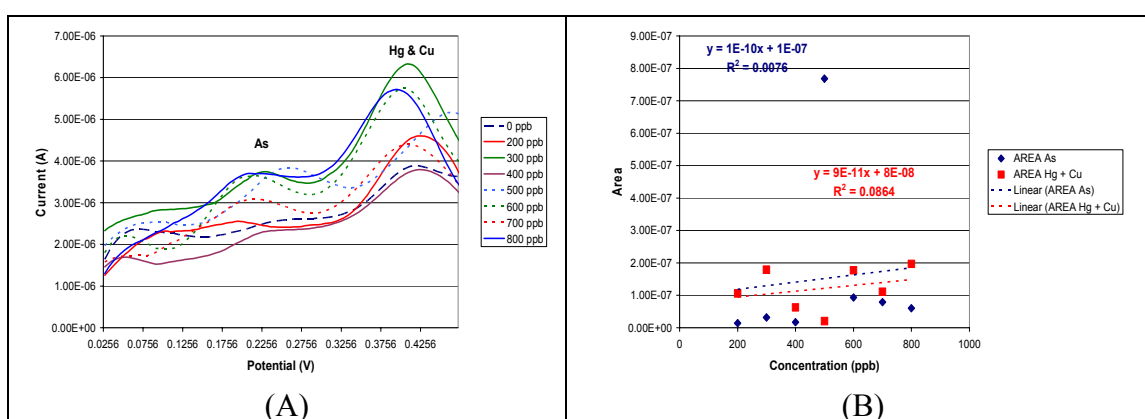 7.00E-06
6.00E-06
5.00E-06
4.00E-06
3.00E-06
2.00E-06
1.00E-06
0.00E+00
Current (A)
As
Hg & Cu
0.0256 0.0756 0.1256 0.1756 0.2256 0.2756 0.3256 0.3756 0.4256
Potential (V)
0 ppb
200 ppb
300 ppb
400 ppb
500 ppb
600 ppb
700 ppb
800 ppb
(A)
9.00E-07
8.00E-07
7.00E-07
6.00E-07
5.00E-07
4.00E-07
3.00E-07
2.00E-07
1.00E-07
0.00E+00
Area
y = 1E-10x + 1E-07
R² = 0.0076
y = 9E-11x + 8E-08
R² = 0.0864
0 200 400 600 800 1000
Concentration (ppb)
AREA As
AREA Hg + Cu
Linear (AREA As)
Linear (AREA Hg + Cu)
(B)